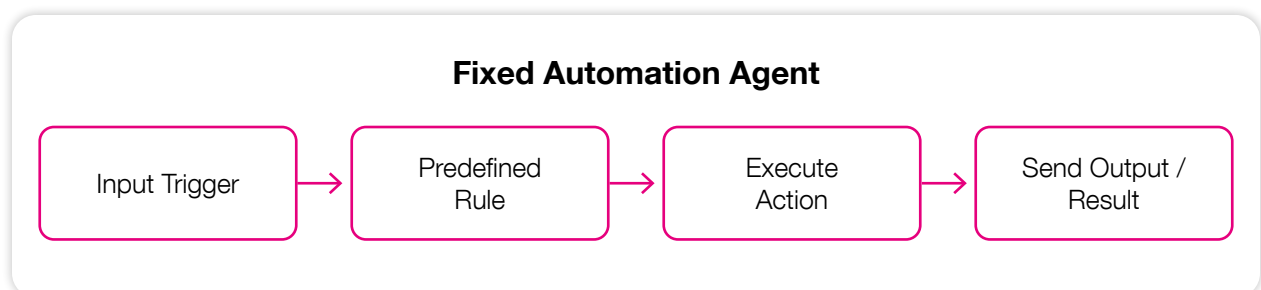 Fixed Automation Agent
Input Trigger
Predefined
Rule
Execute
Action
Send Output /
Result